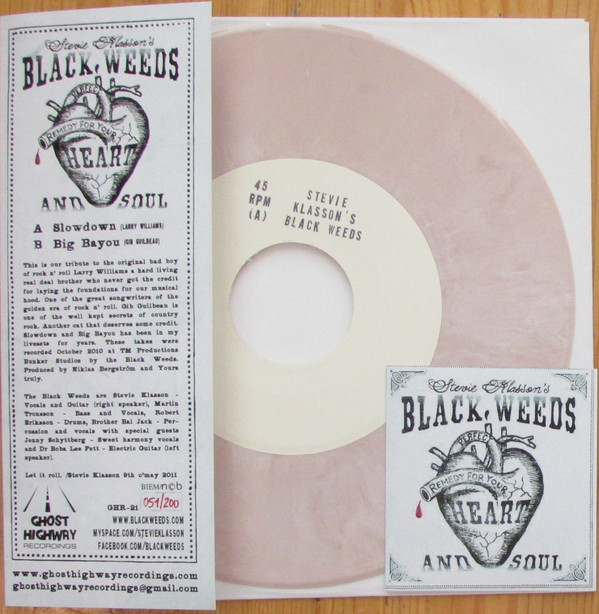 Stevie Klasson's
BLACK WEEDS
PERFECT
REMEDY FOR YOUR
HEART
AND SOUL
A Slowdown (LARRY WILLIAMS)
B Big Bayou (GIB GUILBEAU)
This is our tribute to the original bad boy
of rock n' roll Larry Williams a hard living
real deal brother who never got the credit
for laying the foundations for our musical
hood. One of the great songwriters of the
golden era of rock n' roll. Gib Guilbeau is
one of the well kept secrets of country
rock. Another cat that deserves some credit.
Slowdown and Big Bayou has been in my
livesets for years. These takes were
recorded October 2010 at TM Productions
Bunker Studios by the Black Weeds.
Produced by Niklas Bergström and Yours
truly.
The Black Weeds are Stevie Klasson -
Vocals and Guitar (right speaker), Martin
Tronsson - Bass and Vocals, Robert
Eriksson - Drums, Brother Bai Jack - Per-
cussion and vocals with special guests
Jenny Schyttberg - Sweet harmony vocals
and Dr Boba Lee Fett - Electric Guitar (left
speaker).
Let it roll, /Stevie Klasson 9th o'may 2011
BIEM/n©b
GHR-21 051/200
WWW.BLACKWEEDS.COM
MYSPACE.COM/STEVIEKLASSON
FACEBOOK.COM/BLACKWEEDS
GHOST
HIGHWAY
RECORDINGS
www.ghosthighwayrecordings.com
ghosthighwayrecordings@gmail.com
45
RPM
(A)
STEVIE
KLASSON'S
BLACK WEEDS
Stevie Klasson's
BLACK WEEDS
PERFECT
REMEDY FOR YOUR
HEART
AND SOUL